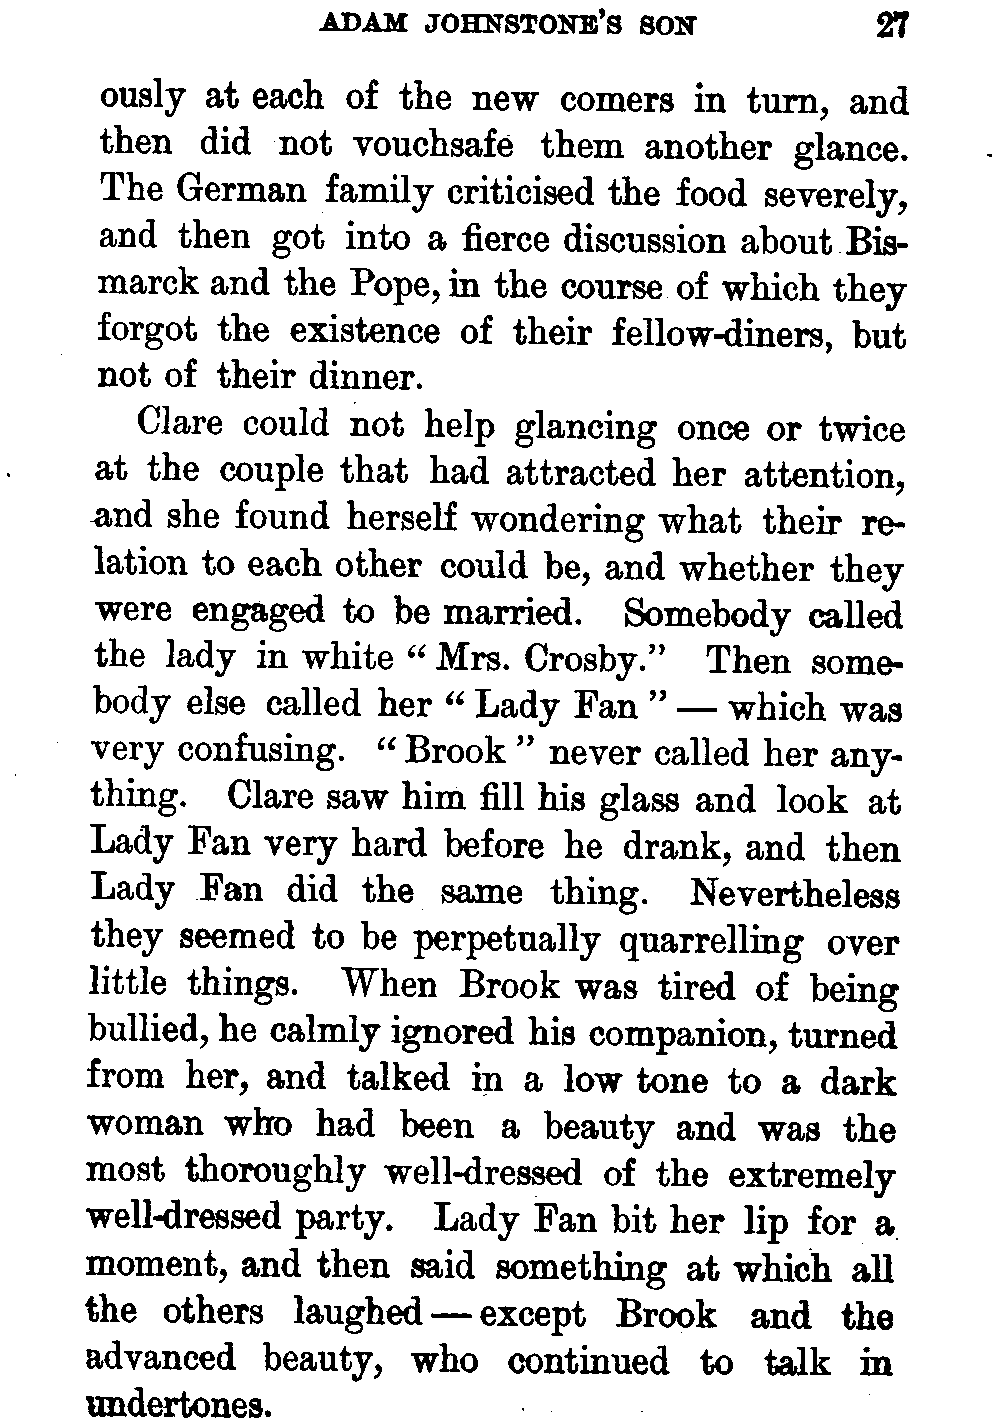 ADAM JOHNSTONE'S SON 27
ously at each of the new comers in turn, and
then did not vouchsafe them another glance.
The German family criticised the food severely,
and then got into a fierce discussion about Bis-
marck and the Pope, in the course of which they
forgot the existence of their fellow-diners, but
not of their dinner.
Clare could not help glancing once or twice
at the couple that had attracted her attention,
and she found herself wondering what their re-
lation to each other could be, and whether they
were engaged to be married. Somebody called
the lady in white “ Mrs. Crosby.” Then some-
body else called her “ Lady Fan ” — which was
very confusing. “ Brook ” never called her any-
thing. Clare saw him fill his glass and look at
Lady Fan very hard before he drank, and then
Lady Fan did the same thing. Nevertheless
they seemed to be perpetually quarrelling over
little things. When Brook was tired of being
bullied, he calmly ignored his companion, turned
from her, and talked in a low tone to a dark
woman who had been a beauty and was the
most thoroughly well-dressed of the extremely
well-dressed party. Lady Fan bit her lip for a
moment, and then said something at which all
the others laughed — except Brook and the
advanced beauty, who continued to talk in
undertones.